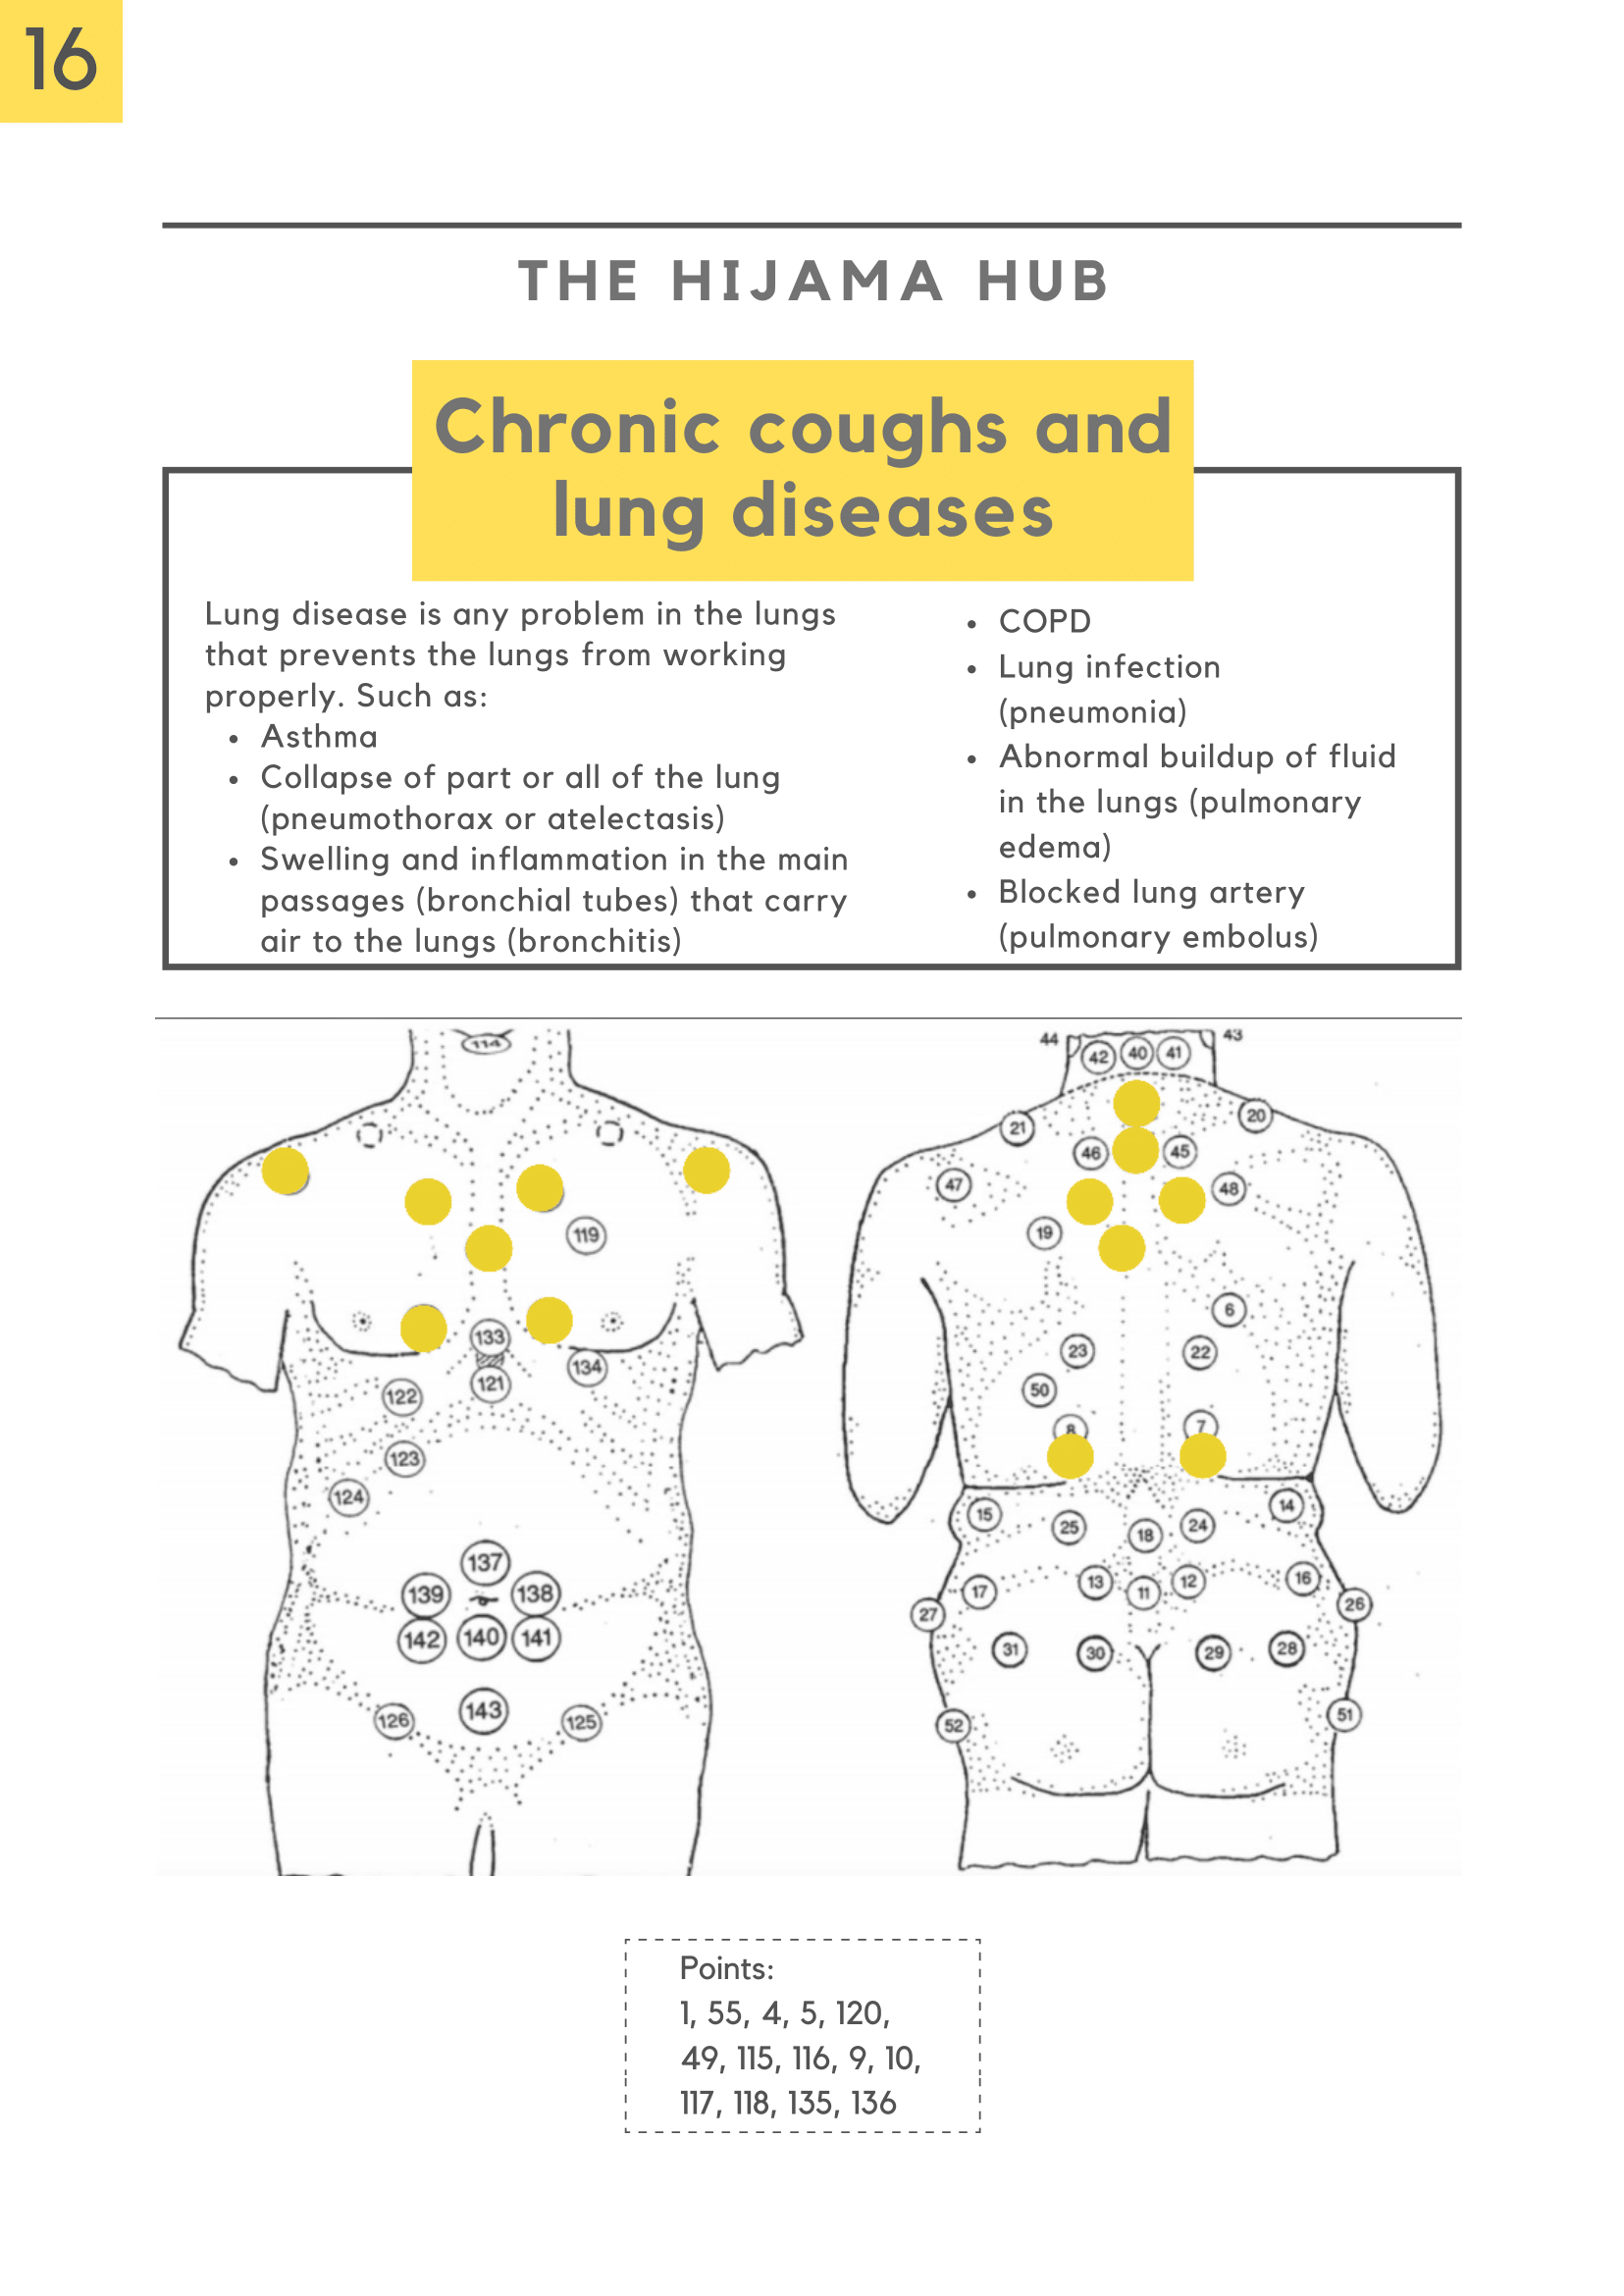 16
THE HIJAMA HUB
Chronic coughs and
lung diseases
Lung disease is any problem in the lungs
that prevents the lungs from working
properly. Such as:
• Asthma
• Collapse of part or all of the lung
(pneumothorax or atelectasis)
• Swelling and inflammation in the main
passages (bronchial tubes) that carry
air to the lungs (bronchitis)
• COPD
• Lung infection
(pneumonia)
• Abnormal buildup of fluid
in the lungs (pulmonary
edema)
• Blocked lung artery
(pulmonary embolus)
114
119
133
134
121
122
123
124
137
139 138
142 140 141
143
126 125
44 43
42 40 41
21 20
46 45
47 48
19
6
23 22
50
8 7
15 14
25 18 24
17 13 11 12 16
27 26
31 30 29 28
52 51
Points:
1, 55, 4, 5, 120,
49, 115, 116, 9, 10,
117, 118, 135, 136